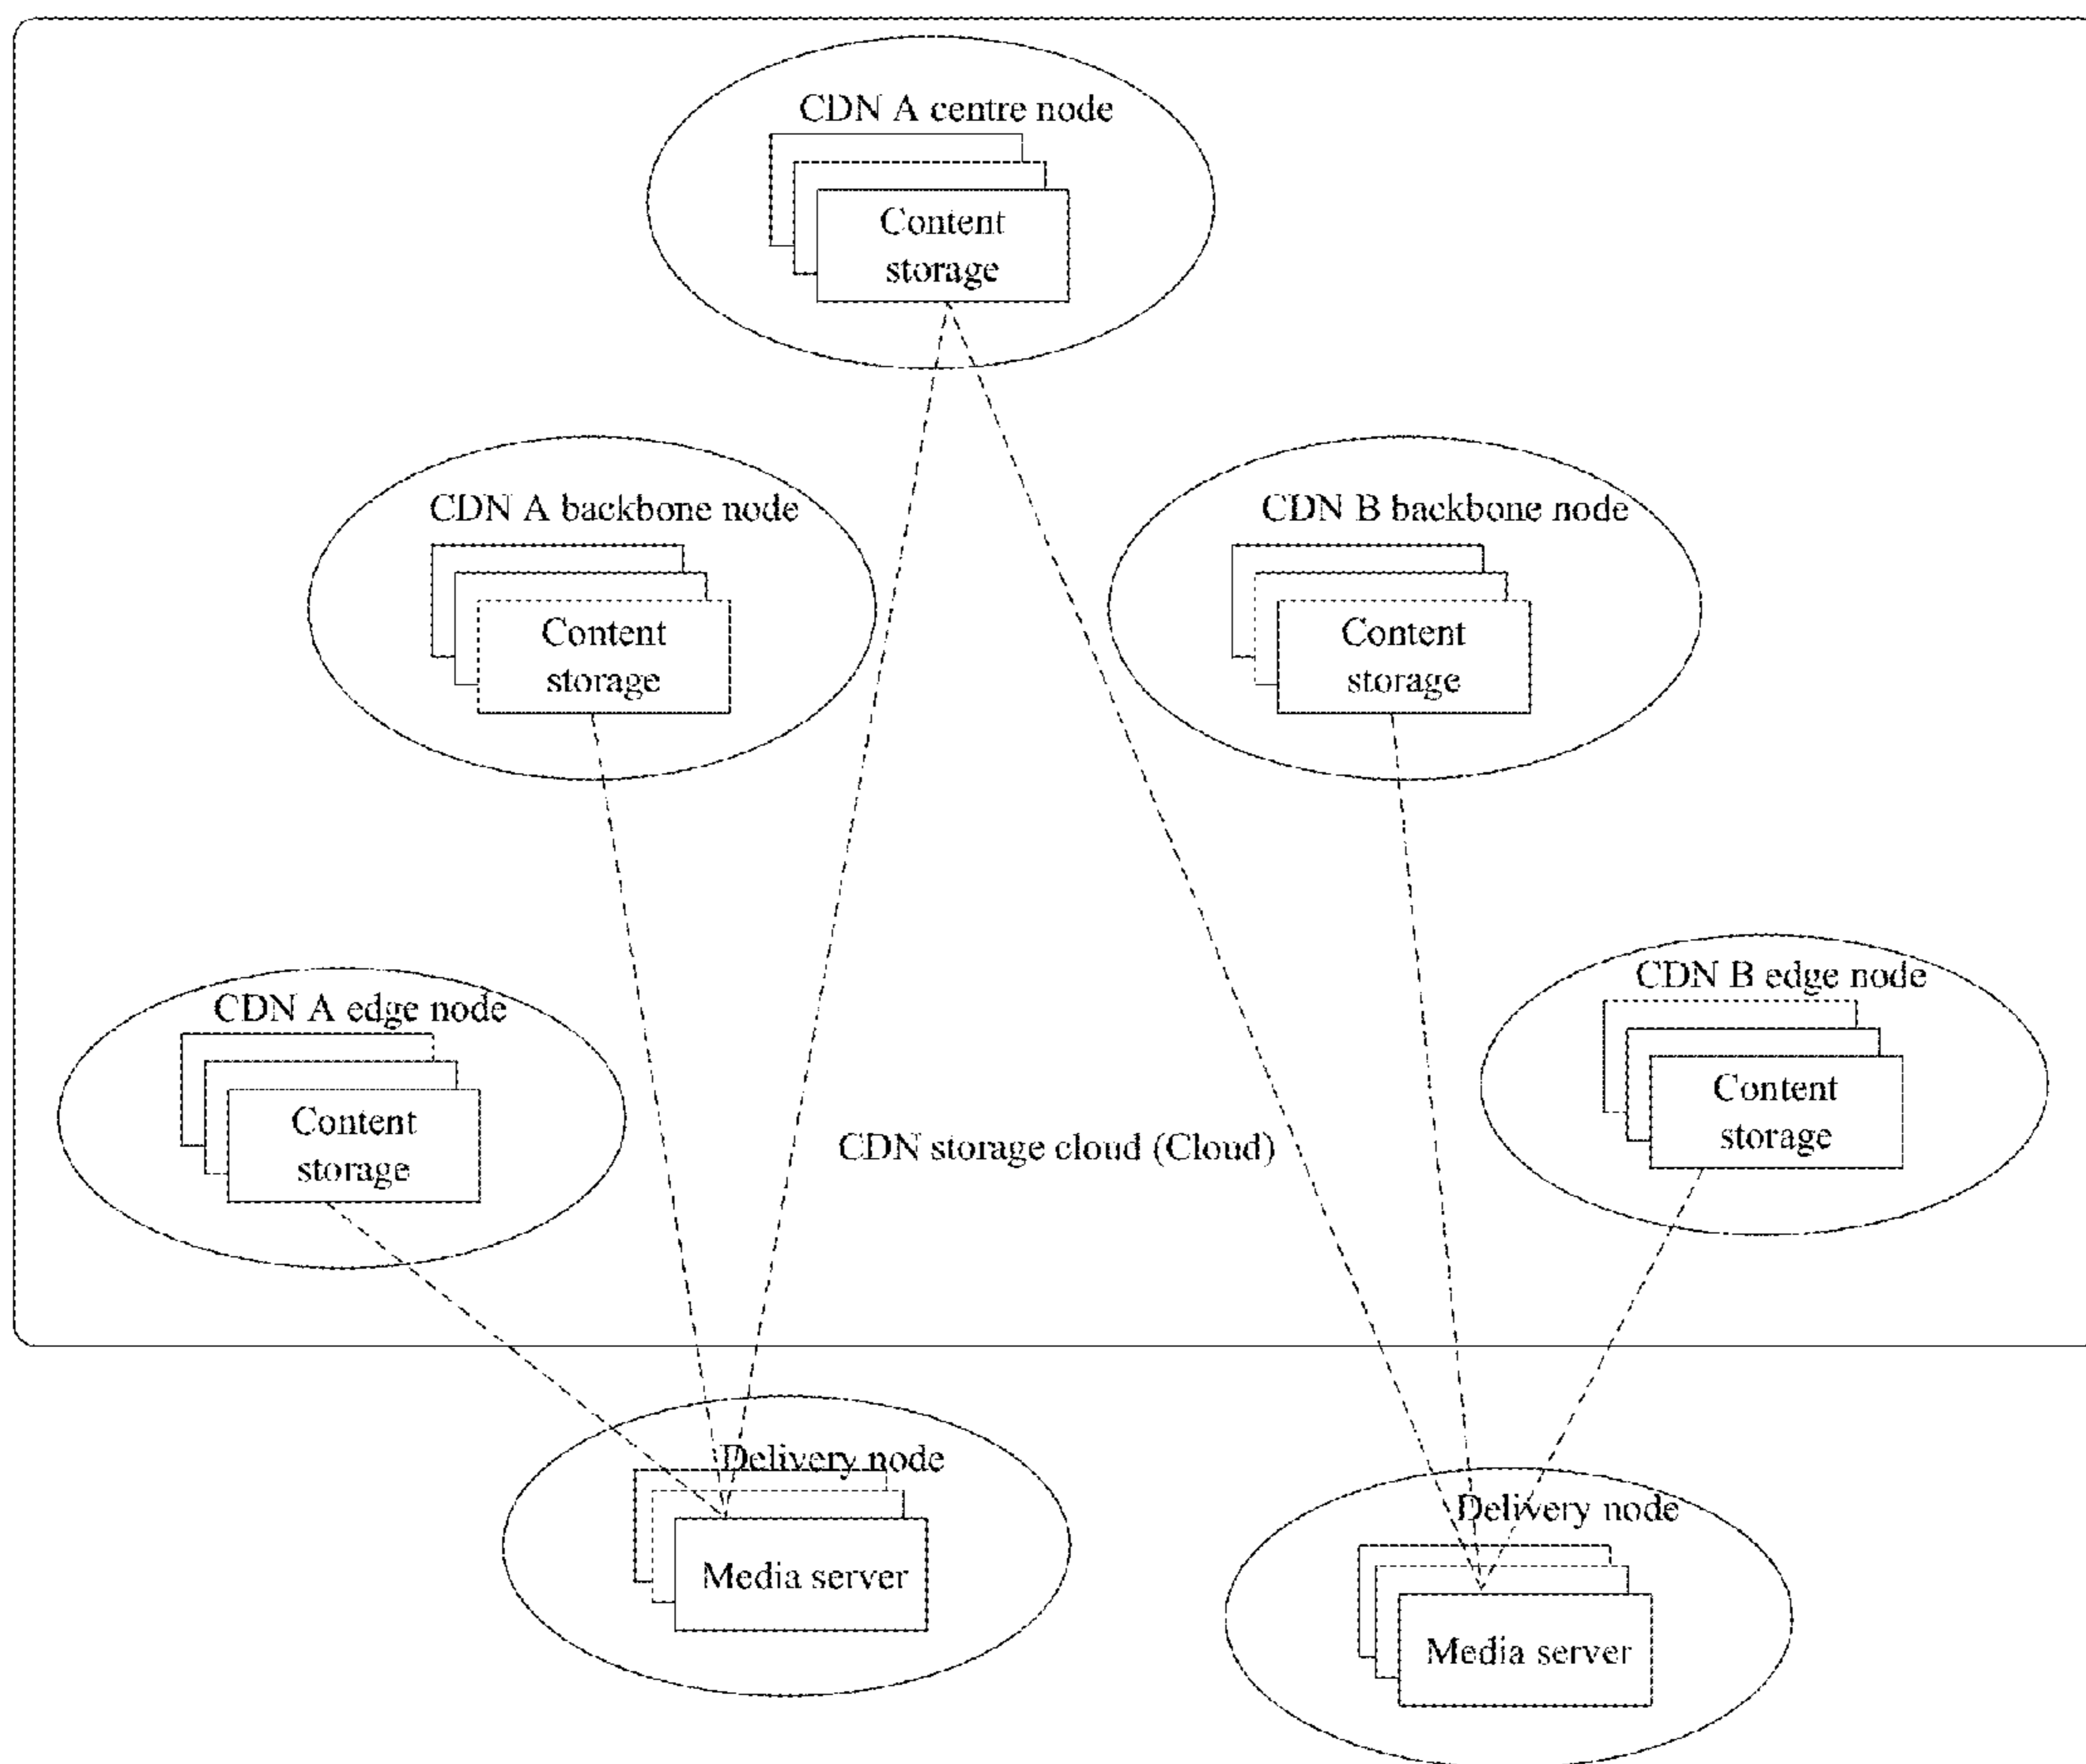 CDN A centre node
Content
storage
CDN A backbone node
Content
storage
CDN B backbone node
Content
storage
CDN A edge node
Content
storage
CDN storage cloud (Cloud)
CDN B edge node
Content
storage
Delivery node
Media server
Delivery node
Media server